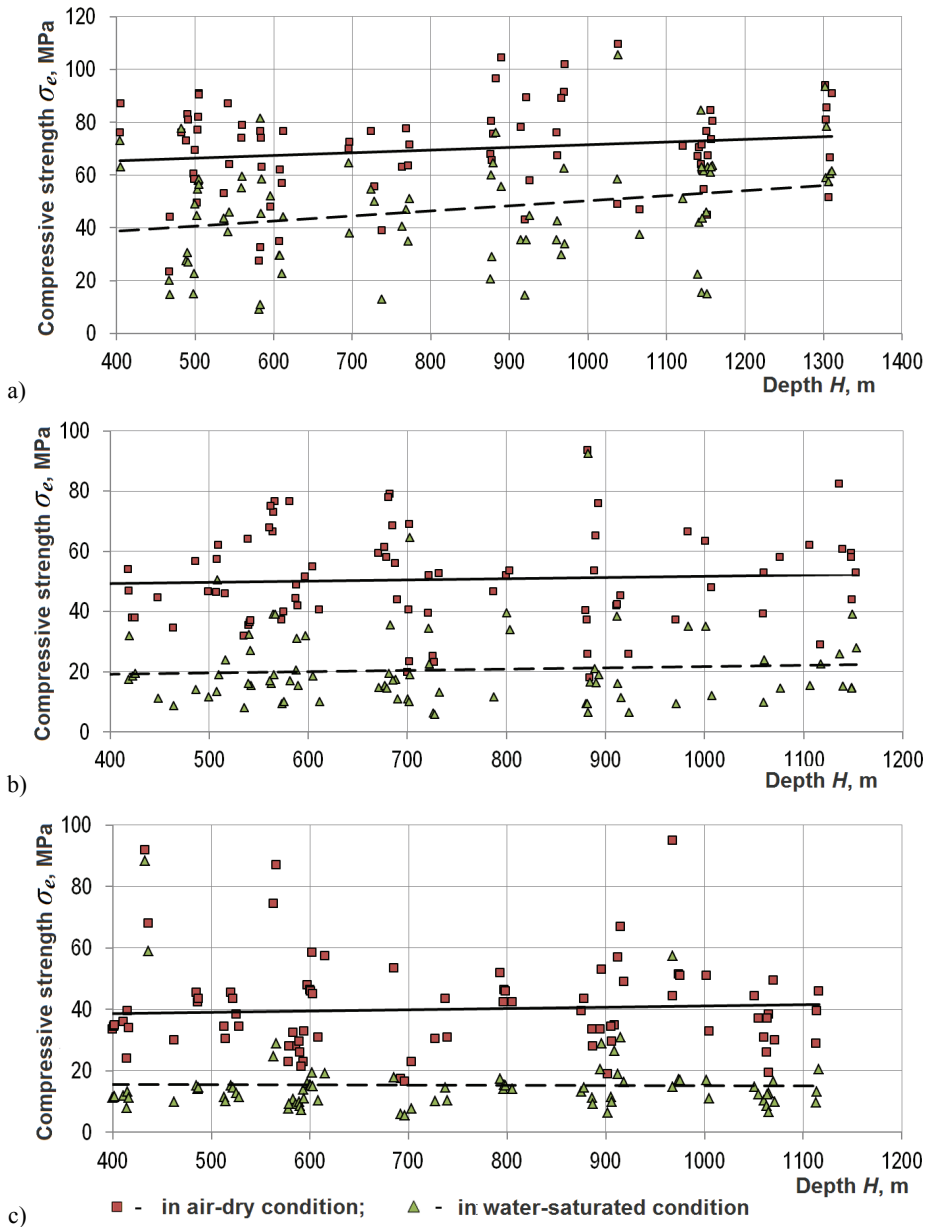 Compressive strength σe, MPa
120
100
80
60
40
20
0
400 500 600 700 800 900 1000 1100 1200 1300 1400
Depth H, m
a)
Compressive strength σe, MPa
100
80
60
40
20
0
400 500 600 700 800 900 1000 1100 1200
Depth H, m
b)
Compressive strength σe, MPa
100
80
60
40
20
0
400 500 600 700 800 900 1000 1100 1200
Depth H, m
- in air-dry condition; - in water-saturated condition
c)